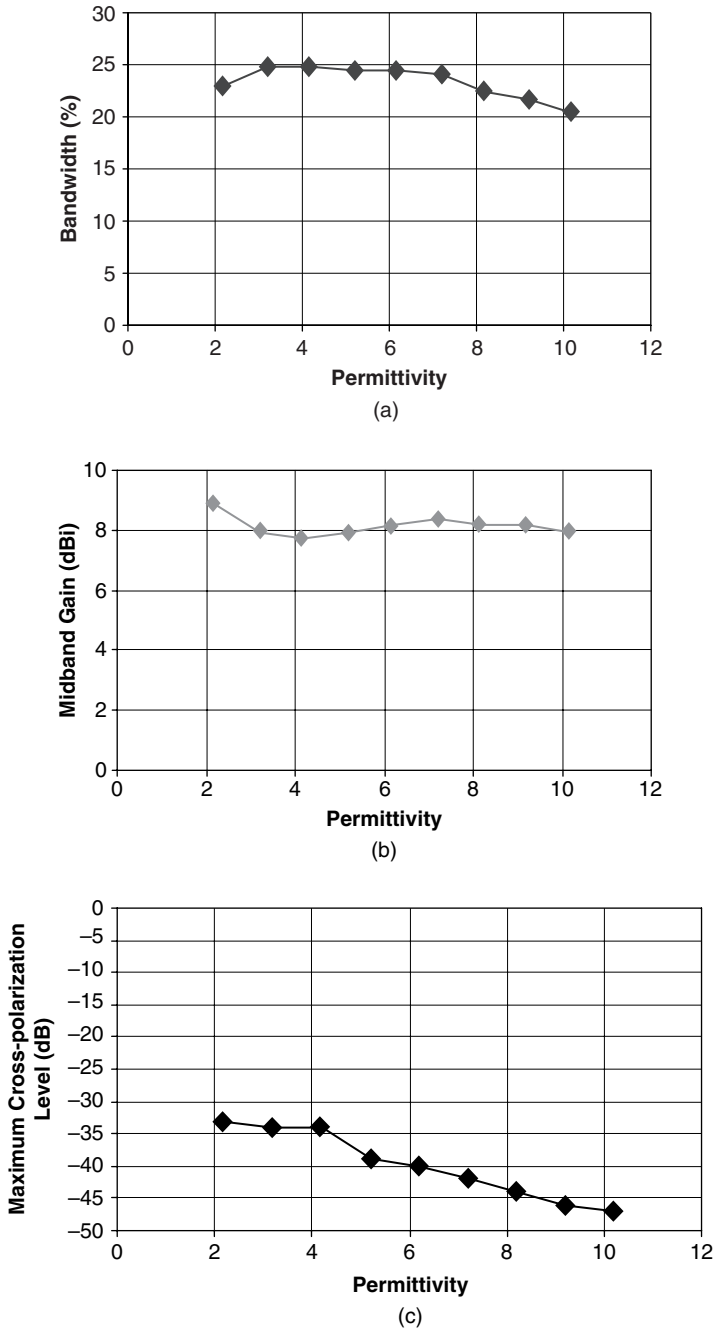 30
25
20
15
10
5
0
Bandwidth (%)
0 2 4 6 8 10 12
Permittivity
(a)
10
8
6
4
2
0
Midband Gain (dBi)
0 2 4 6 8 10 12
Permittivity
(b)
0
–5
–10
–15
–20
–25
–30
–35
–40
–45
–50
Maximum Cross-polarization
Level (dB)
0 2 4 6 8 10 12
Permittivity
(c)